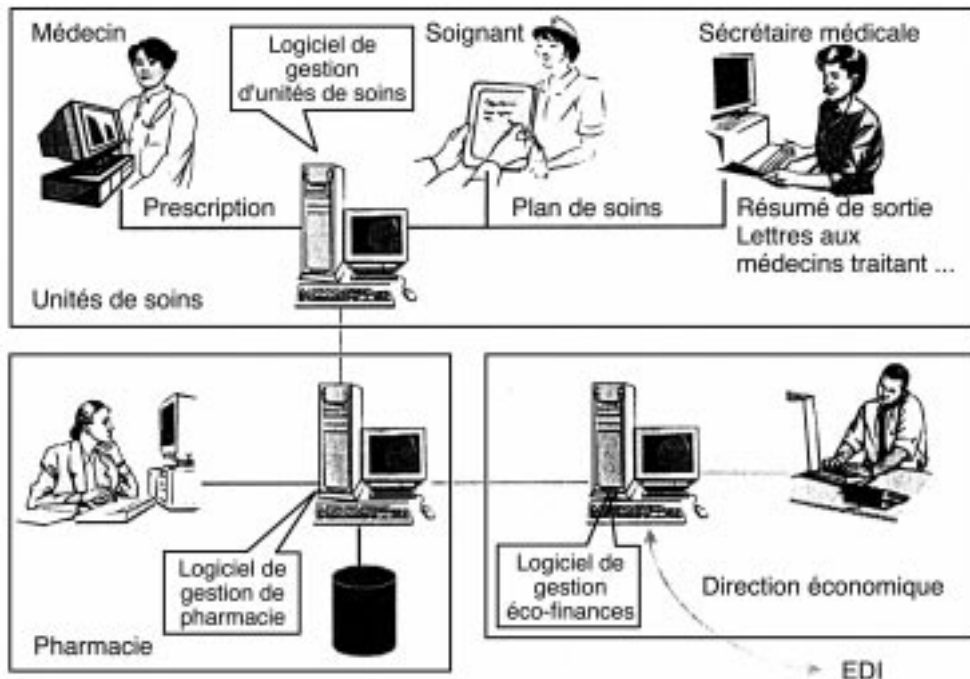 Médecin
Logiciel de
gestion
d'unités de soins
Soignant
Sécrétaire médicale
Prescription
Plan de soins
Résumé de sortie
Lettres aux
médecins traitant ...
Unités de soins
Logiciel de
gestion de
pharmacie
Pharmacie
Logiciel de
gestion
éco-finances
Direction économique
EDI